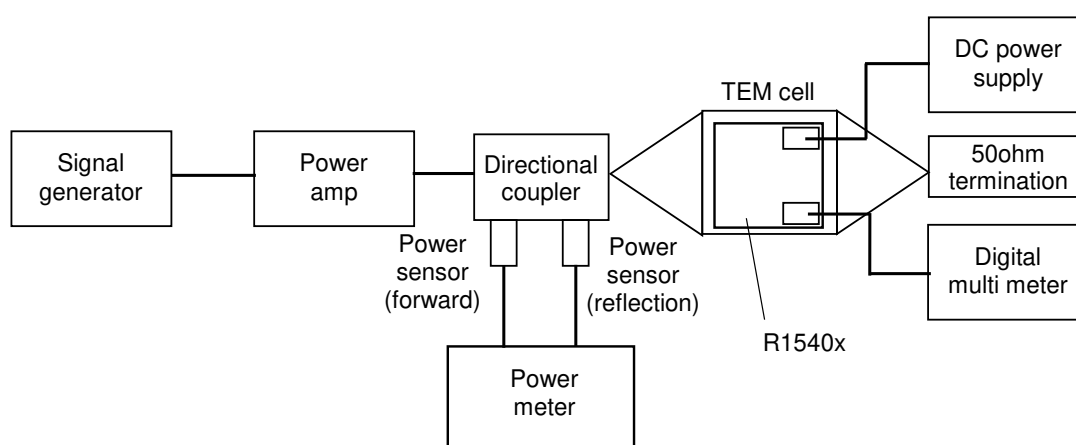 Signal
generator
Power
amp
Directional
coupler
Power
sensor
(forward)
Power
sensor
(reflection)
Power
meter
TEM cell
R1540x
DC power
supply
50ohm
termination
Digital
multi meter